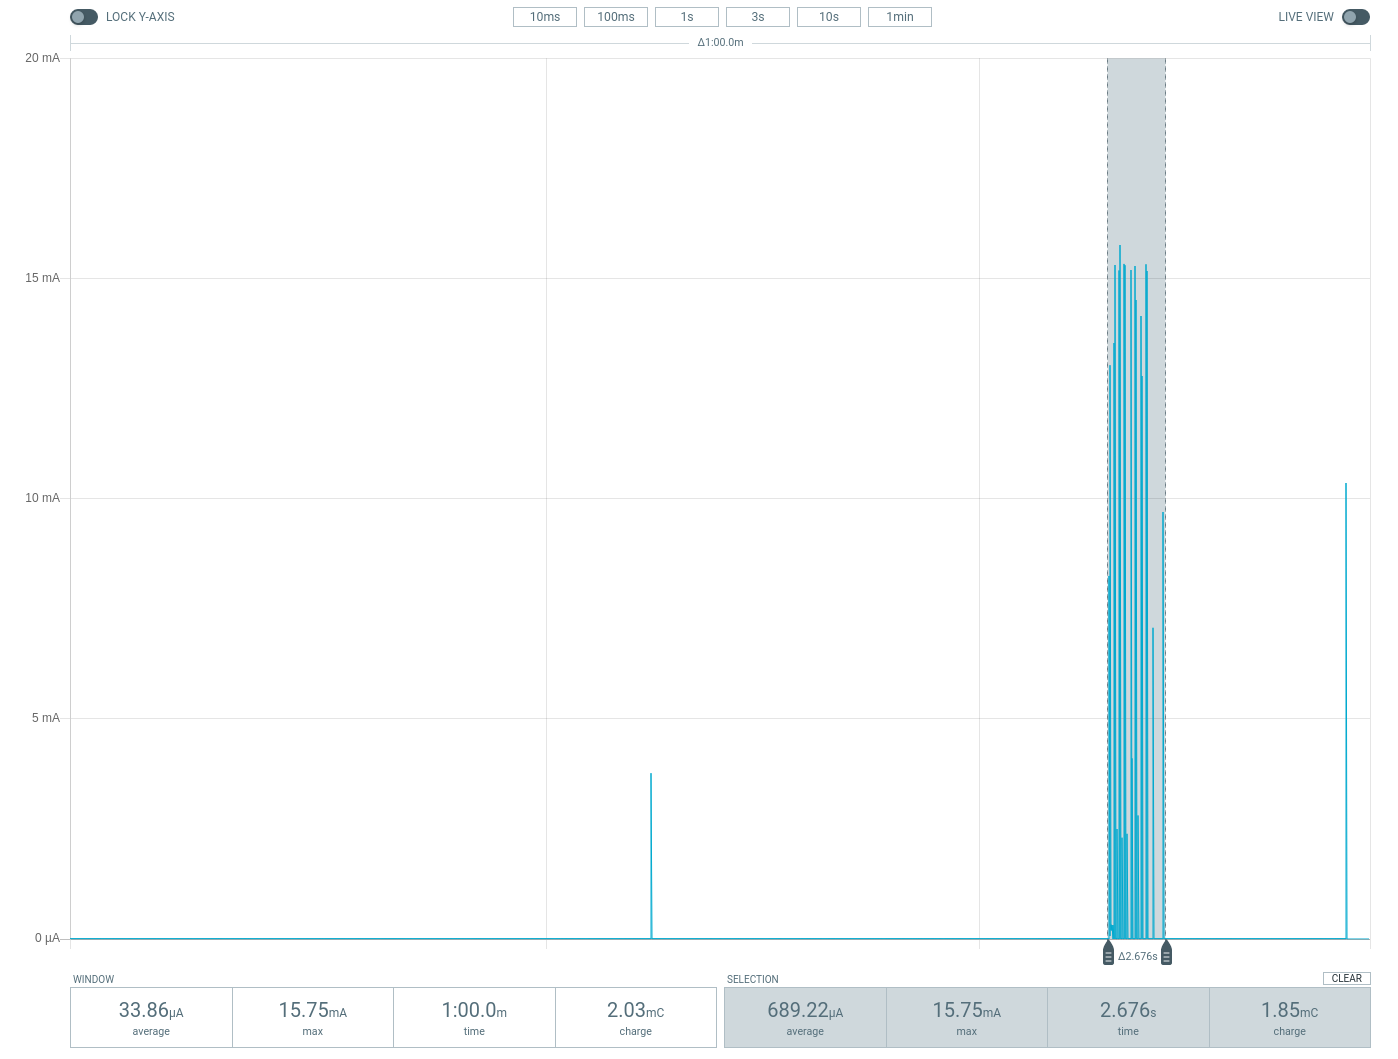 LOCK Y-AXIS 10ms 100ms 1s 3s 10s 1min LIVE VIEW
Δ1:00.0m
20 mA
15 mA
10 mA
5 mA
0 µA
Δ2.676s
WINDOW SELECTION CLEAR
33.86µA 15.75mA 1:00.0m 2.03mC 689.22µA 15.75mA 2.676s 1.85mC
average max time charge average max time charge